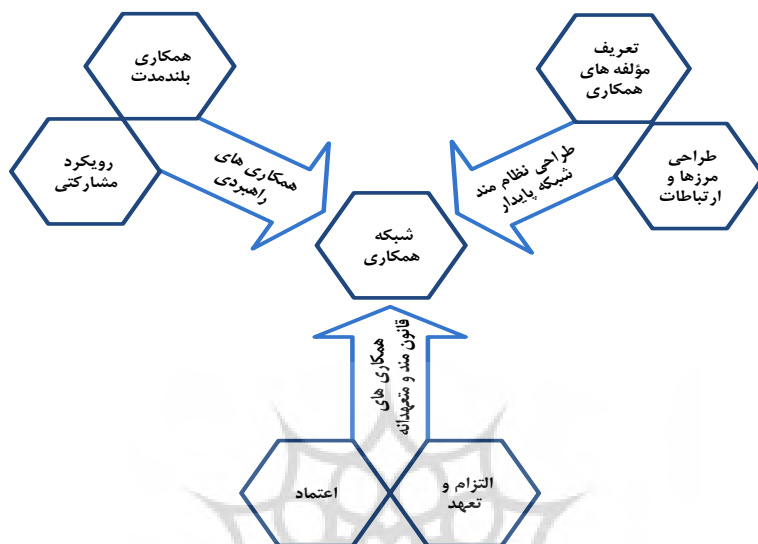 تعریف
مؤلفه های
همکاری
طراحی
مرزها و
ارتباطات
طراحی نظام مند
شبکه پایدار
همکاری
بلندمدت
رویکرد
مشارکتی
همکاری های
راهبردی
شبکه
همکاری
همکاری های
قانون مند و متعهدانه
التزام و
تعهد
اعتماد